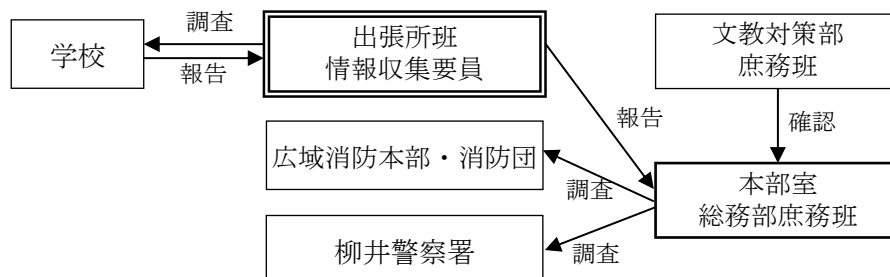 調査
学校
報告
出張所班
情報収集要員
文教対策部
庶務班
報告
確認
広域消防本部・消防団
調査
本部室
総務部庶務班
柳井警察署
調査